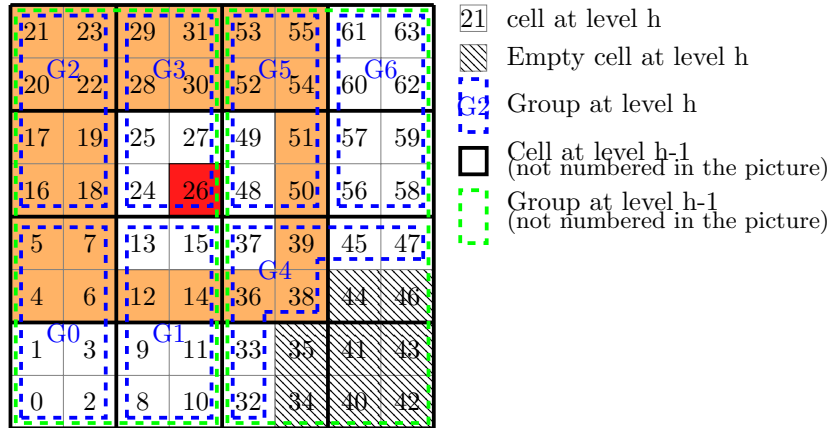 21 23 29 31 53 55 61 63
G2 G3 G5 G6
20 22 28 30 52 54 60 62
17 19 25 27 49 51 57 59
16 18 24 26 48 50 56 58
5 7 13 15 37 39 45 47
G4
4 6 12 14 36 38 44 46
G0 G1
1 3 9 11 33 35 41 43
0 2 8 10 32 34 40 42
21 cell at level h
Empty cell at level h
G2 Group at level h
Cell at level h-1
(not numbered in the picture)
Group at level h-1
(not numbered in the picture)